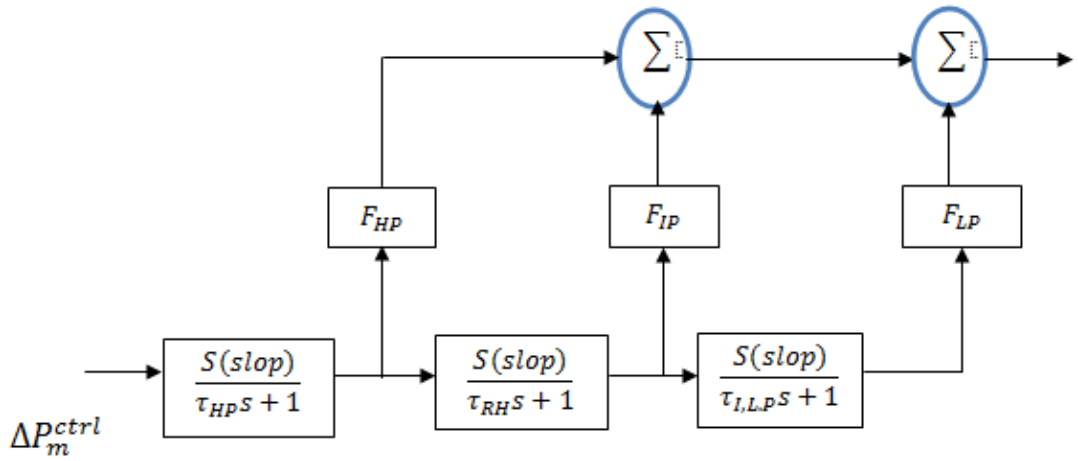 ∑ ∑
F_HP F_IP F_LP
S(slop) S(slop) S(slop)
τ_HP s + 1 τ_RH s + 1 τ_I,L.P s + 1
ΔP_m^ctrl